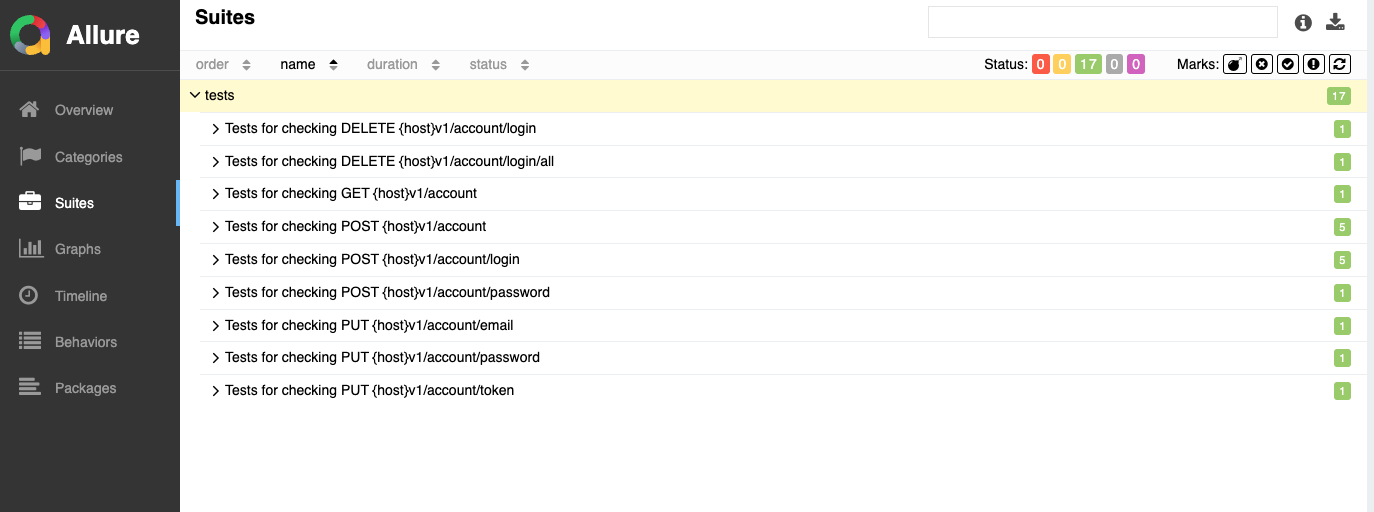 Allure
Overview
Categories
Suites
Graphs
Timeline
Behaviors
Packages
Suites
order name duration status Status: 0 0 17 0 0 Marks:
tests 17
Tests for checking DELETE {host}v1/account/login 1
Tests for checking DELETE {host}v1/account/login/all 1
Tests for checking GET {host}v1/account 1
Tests for checking POST {host}v1/account 5
Tests for checking POST {host}v1/account/login 5
Tests for checking POST {host}v1/account/password 1
Tests for checking PUT {host}v1/account/email 1
Tests for checking PUT {host}v1/account/password 1
Tests for checking PUT {host}v1/account/token 1